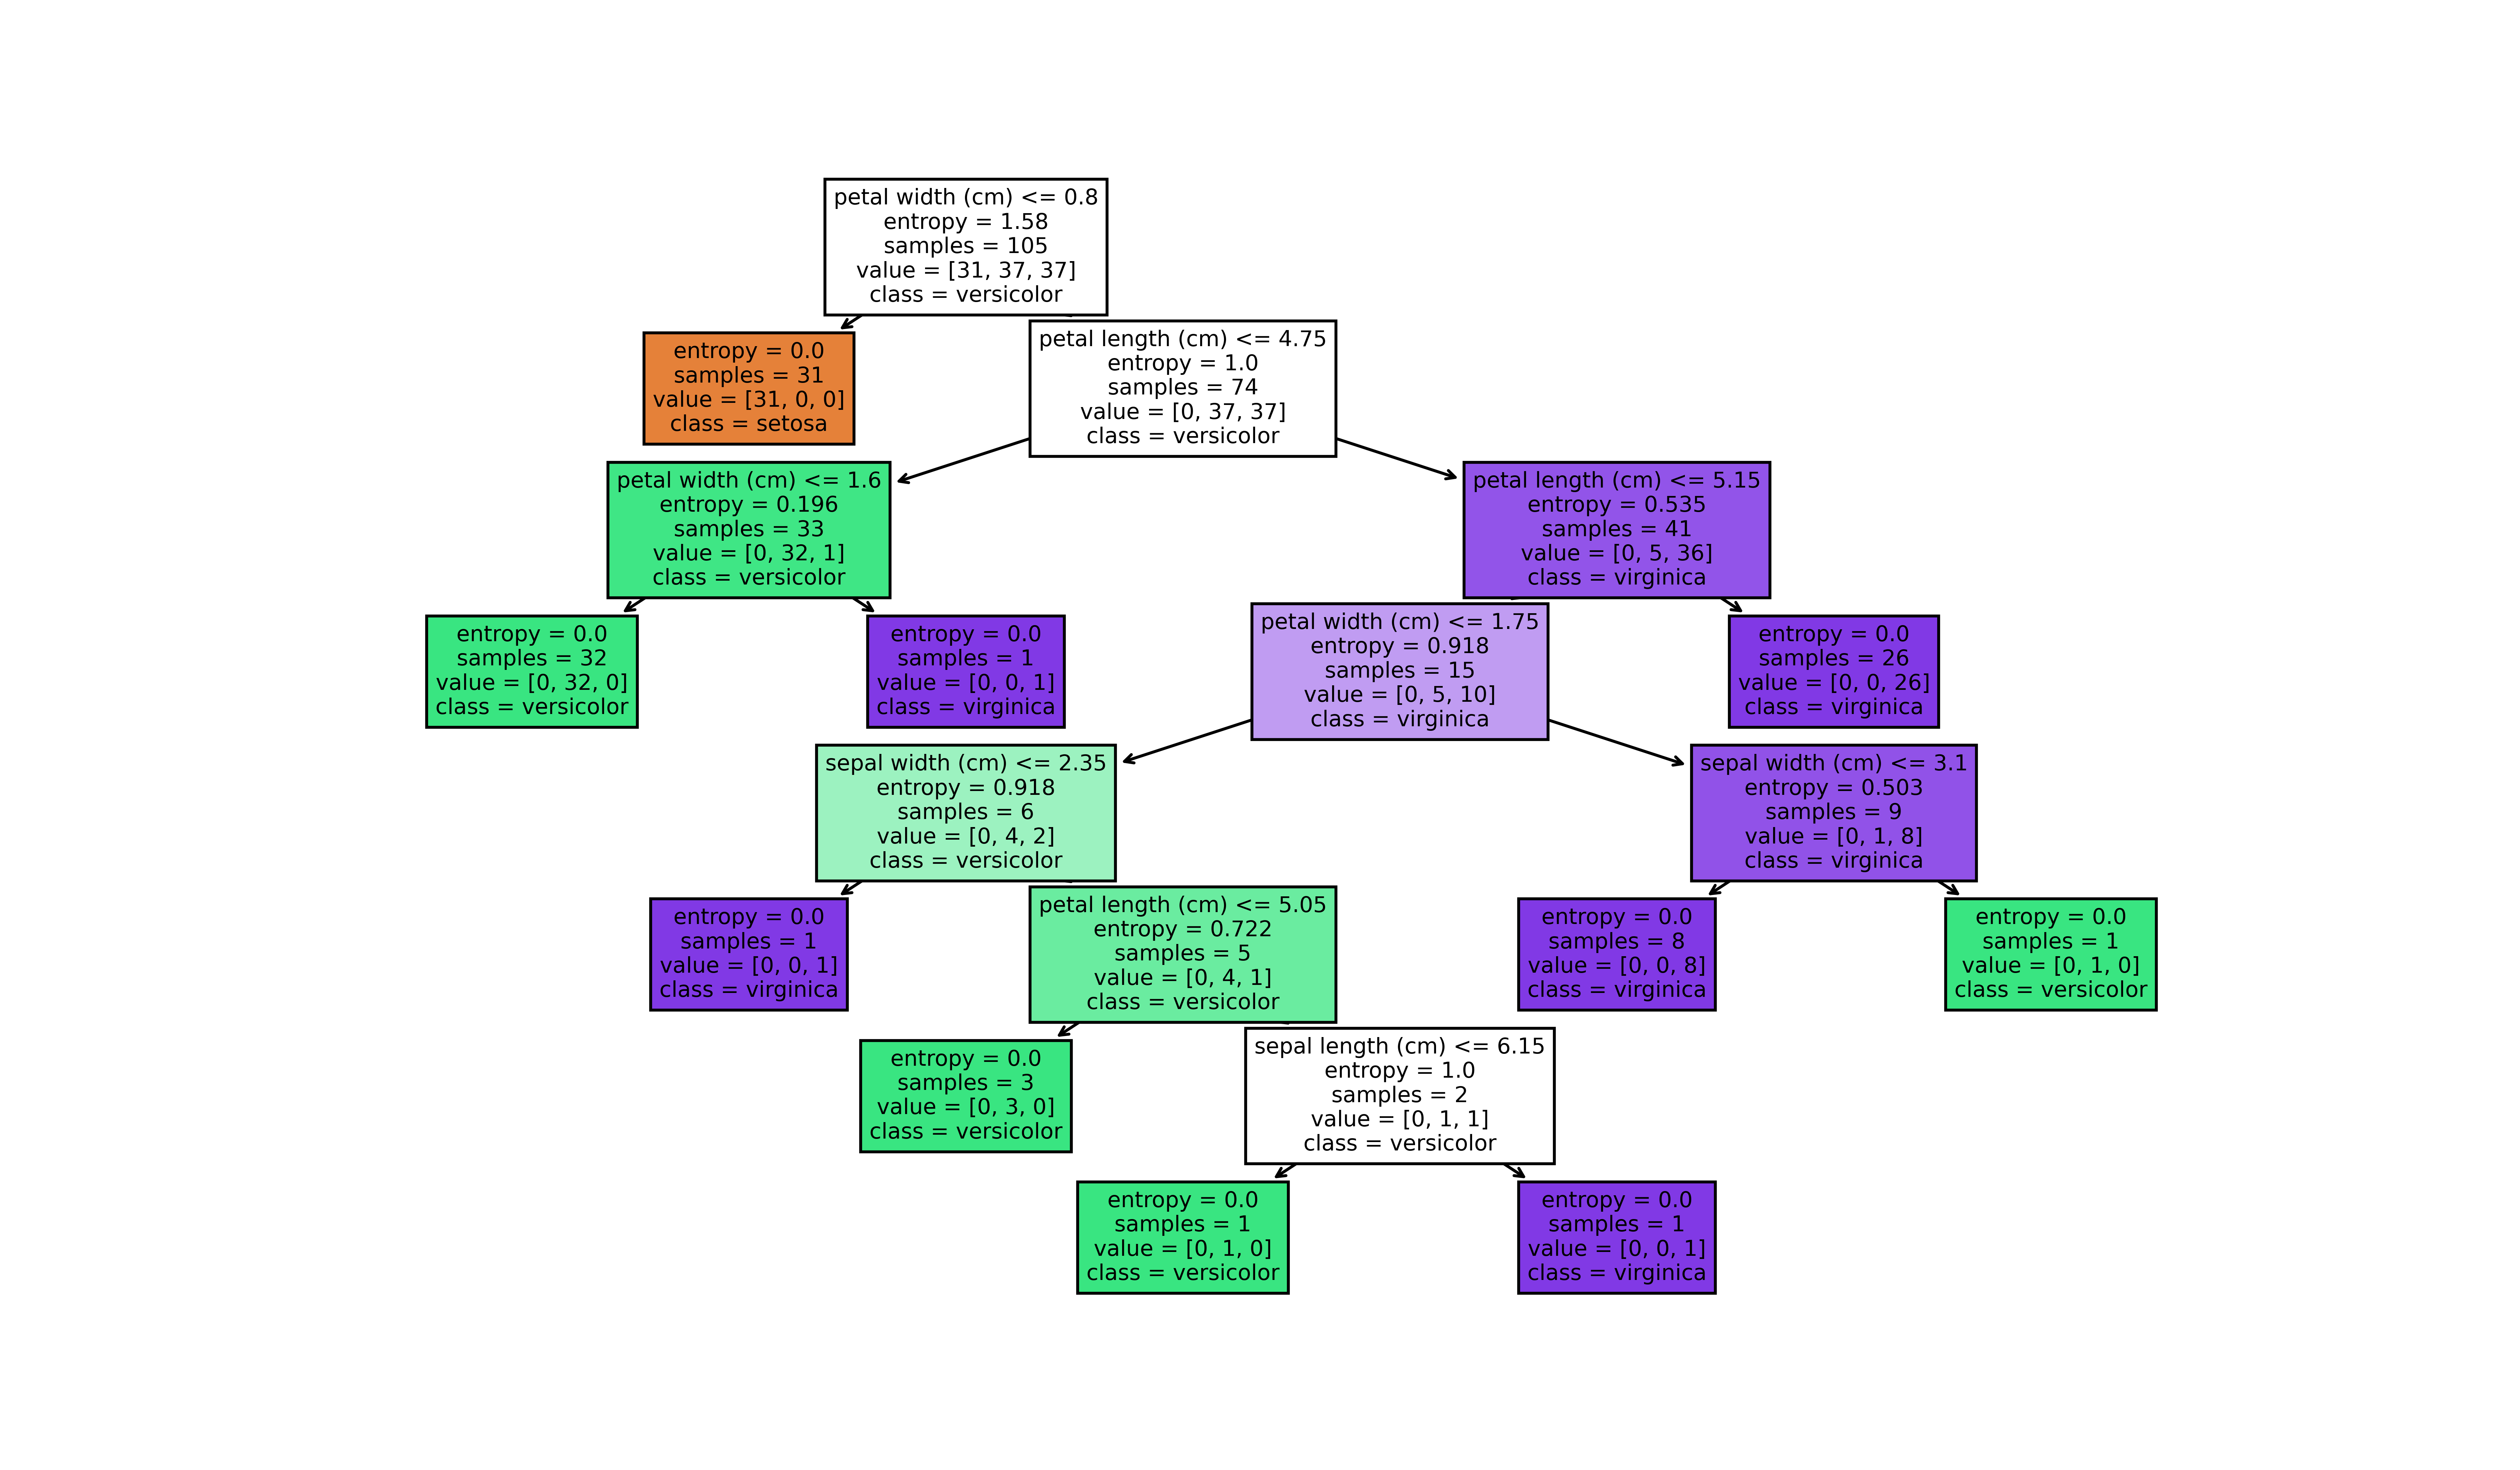 petal width (cm) <= 0.8
entropy = 1.58
samples = 105
value = [31, 37, 37]
class = versicolor
entropy = 0.0
samples = 31
value = [31, 0, 0]
class = setosa
petal length (cm) <= 4.75
entropy = 1.0
samples = 74
value = [0, 37, 37]
class = versicolor
petal width (cm) <= 1.6
entropy = 0.196
samples = 33
value = [0, 32, 1]
class = versicolor
petal length (cm) <= 5.15
entropy = 0.535
samples = 41
value = [0, 5, 36]
class = virginica
entropy = 0.0
samples = 32
value = [0, 32, 0]
class = versicolor
entropy = 0.0
samples = 1
value = [0, 0, 1]
class = virginica
petal width (cm) <= 1.75
entropy = 0.918
samples = 15
value = [0, 5, 10]
class = virginica
entropy = 0.0
samples = 26
value = [0, 0, 26]
class = virginica
sepal width (cm) <= 2.35
entropy = 0.918
samples = 6
value = [0, 4, 2]
class = versicolor
sepal width (cm) <= 3.1
entropy = 0.503
samples = 9
value = [0, 1, 8]
class = virginica
entropy = 0.0
samples = 1
value = [0, 0, 1]
class = virginica
petal length (cm) <= 5.05
entropy = 0.722
samples = 5
value = [0, 4, 1]
class = versicolor
entropy = 0.0
samples = 8
value = [0, 0, 8]
class = virginica
entropy = 0.0
samples = 1
value = [0, 1, 0]
class = versicolor
entropy = 0.0
samples = 3
value = [0, 3, 0]
class = versicolor
sepal length (cm) <= 6.15
entropy = 1.0
samples = 2
value = [0, 1, 1]
class = versicolor
entropy = 0.0
samples = 1
value = [0, 1, 0]
class = versicolor
entropy = 0.0
samples = 1
value = [0, 0, 1]
class = virginica